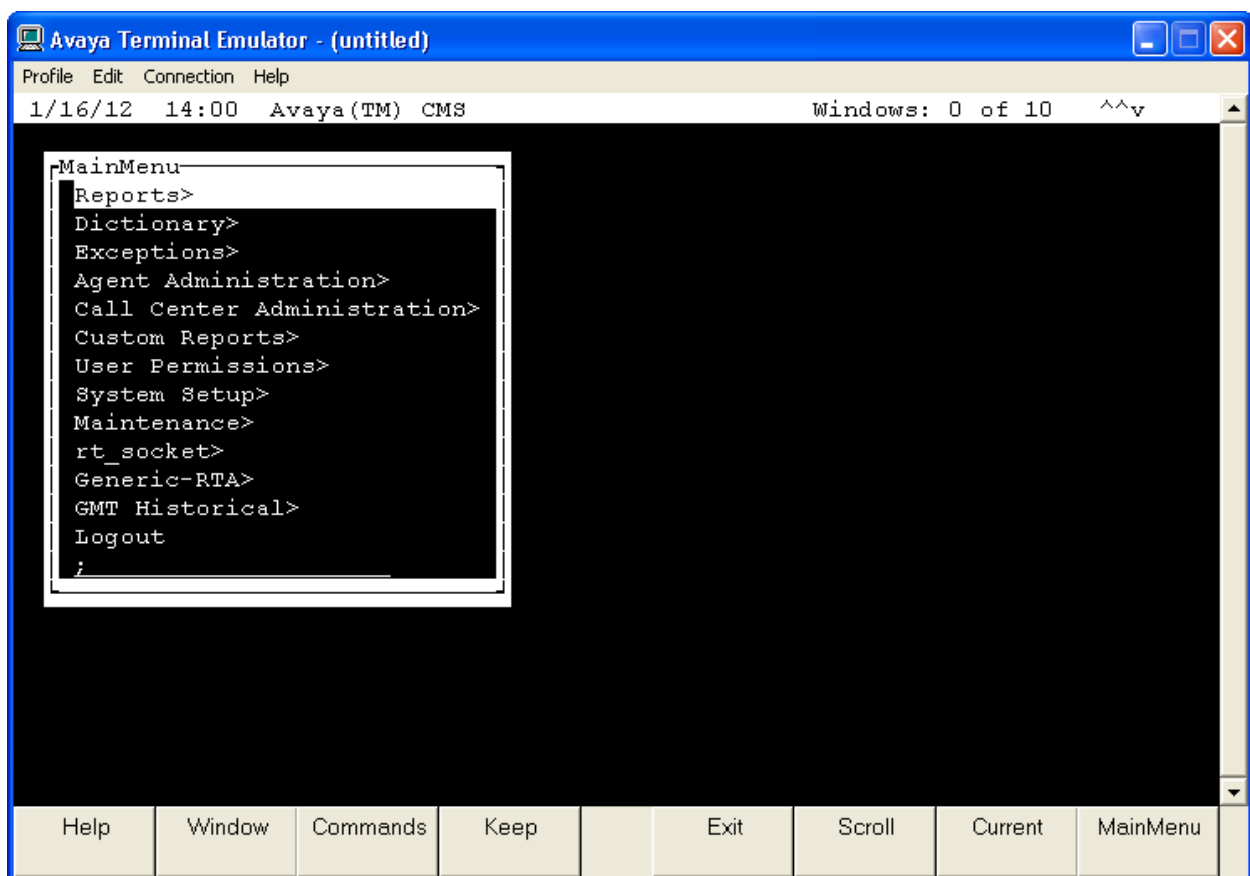 Avaya Terminal Emulator - (untitled)
Profile Edit Connection Help
1/16/12 14:00 Avaya(TM) CMS Windows: 0 of 10 ^^v
MainMenu
Reports>
Dictionary>
Exceptions>
Agent Administration>
Call Center Administration>
Custom Reports>
User Permissions>
System Setup>
Maintenance>
rt_socket>
Generic-RTA>
GMT Historical>
Logout
;
Help Window Commands Keep Exit Scroll Current MainMenu